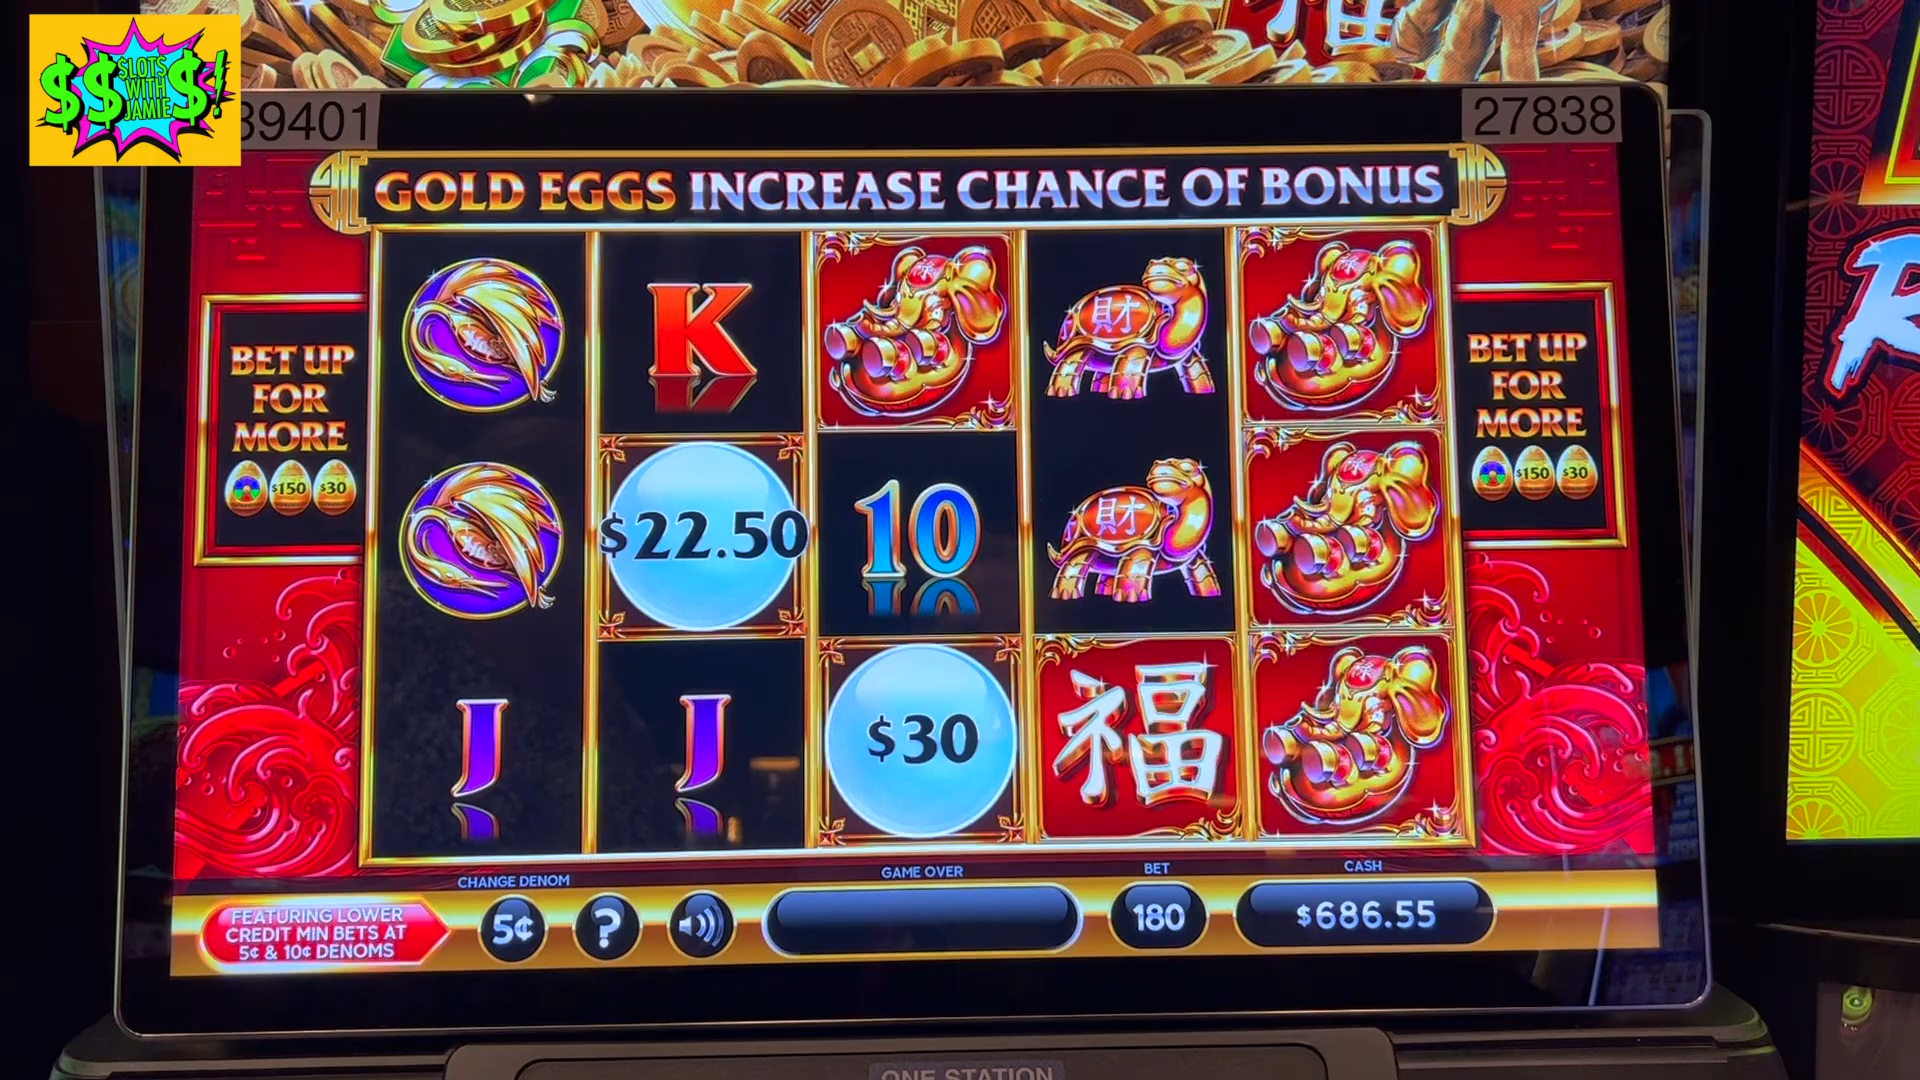 $$ SLOTS WITH JAMIE $!
39401
27838
GOLD EGGS INCREASE CHANCE OF BONUS
BET UP
FOR
MORE
$150 $30
K
財
$22.50
10
財
J
J
$30
福
BET UP
FOR
MORE
$150 $30
CHANGE DENOM
GAME OVER
BET
CASH
FEATURING LOWER
CREDIT MIN BETS AT
5¢ & 10¢ DENOMS
5¢
?
180
$686.55
ONE STATION